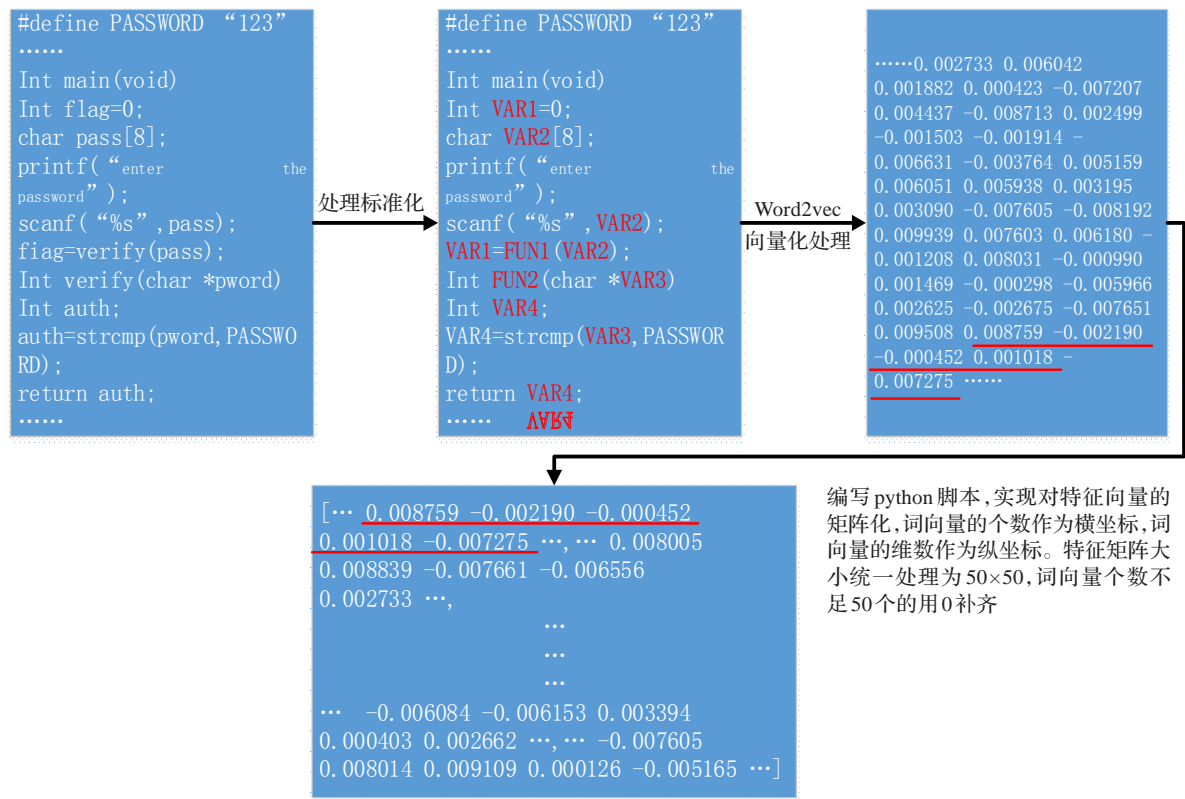 #define PASSWORD “123”
……
Int main(void)
Int flag=0;
char pass[8];
printf(“enter the
password”);
scanf(“%s”,pass);
fiag=verify(pass);
Int verify(char *pword)
Int auth;
auth=strcmp(pword,PASSWO
RD);
return auth;
……
处理标准化
#define PASSWORD “123”
……
Int main(void)
Int VAR1=0;
char VAR2[8];
printf(“enter the
password”);
scanf(“%s”,VAR2);
VAR1=FUN1(VAR2);
Int FUN2(char *VAR3)
Int VAR4;
VAR4=strcmp(VAR3,PASSWOR
D);
return VAR4;
…… VAR4
Word2vec
向量化处理
……0.002733 0.006042
0.001882 0.000423 -0.007207
0.004437 -0.008713 0.002499
-0.001503 -0.001914 -
0.006631 -0.003764 0.005159
0.006051 0.005938 0.003195
0.003090 -0.007605 -0.008192
0.009939 0.007603 0.006180 -
0.001208 0.008031 -0.000990
0.001469 -0.000298 -0.005966
0.002625 -0.002675 -0.007651
0.009508 0.008759 -0.002190
-0.000452 0.001018 -
0.007275 ……
[… 0.008759 -0.002190 -0.000452
0.001018 -0.007275 …,… 0.008005
0.008839 -0.007661 -0.006556
0.002733 …,
…
…
…
… -0.006084 -0.006153 0.003394
0.000403 0.002662 …,… -0.007605
0.008014 0.009109 0.000126 -0.005165 …]
编写python脚本,实现对特征向量的
矩阵化,词向量的个数作为横坐标,词
向量的维数作为纵坐标。特征矩阵大
小统一处理为50×50,词向量个数不
足50个的用0补齐